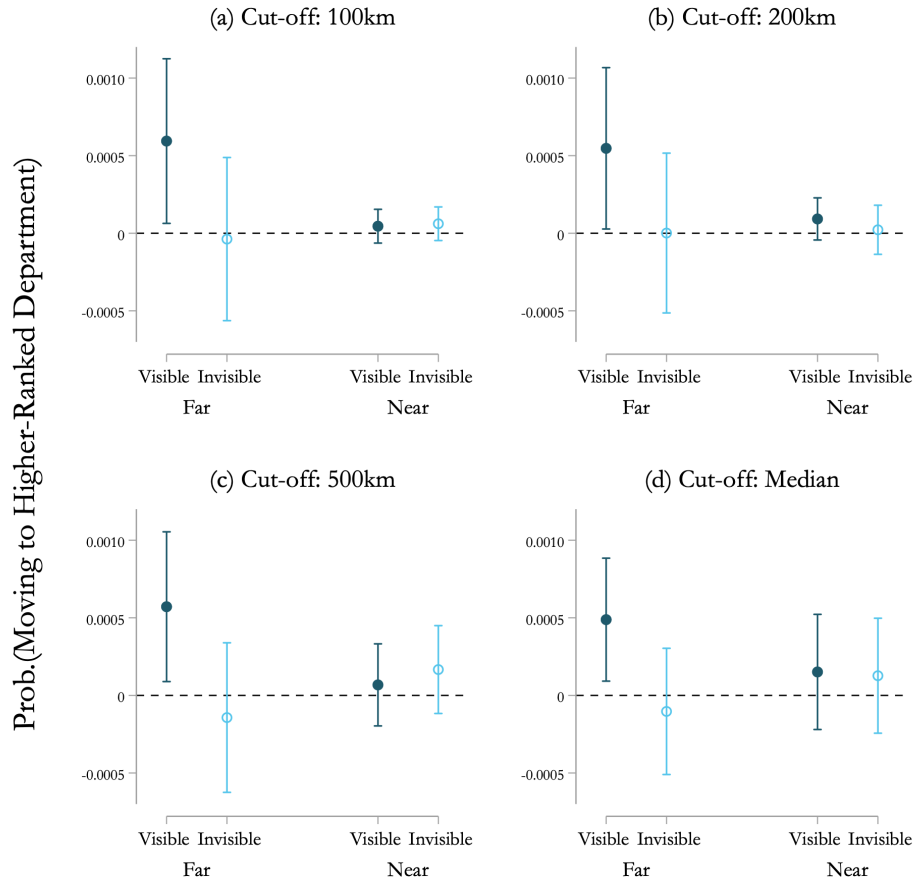 Prob.(Moving to Higher-Ranked Department)
(a) Cut-off: 100km
0.0010
0.0005
0
-0.0005
Visible Invisible Visible Invisible
Far Near
(b) Cut-off: 200km
0.0010
0.0005
0
-0.0005
Visible Invisible Visible Invisible
Far Near
(c) Cut-off: 500km
0.0010
0.0005
0
-0.0005
Visible Invisible Visible Invisible
Far Near
(d) Cut-off: Median
0.0010
0.0005
0
-0.0005
Visible Invisible Visible Invisible
Far Near